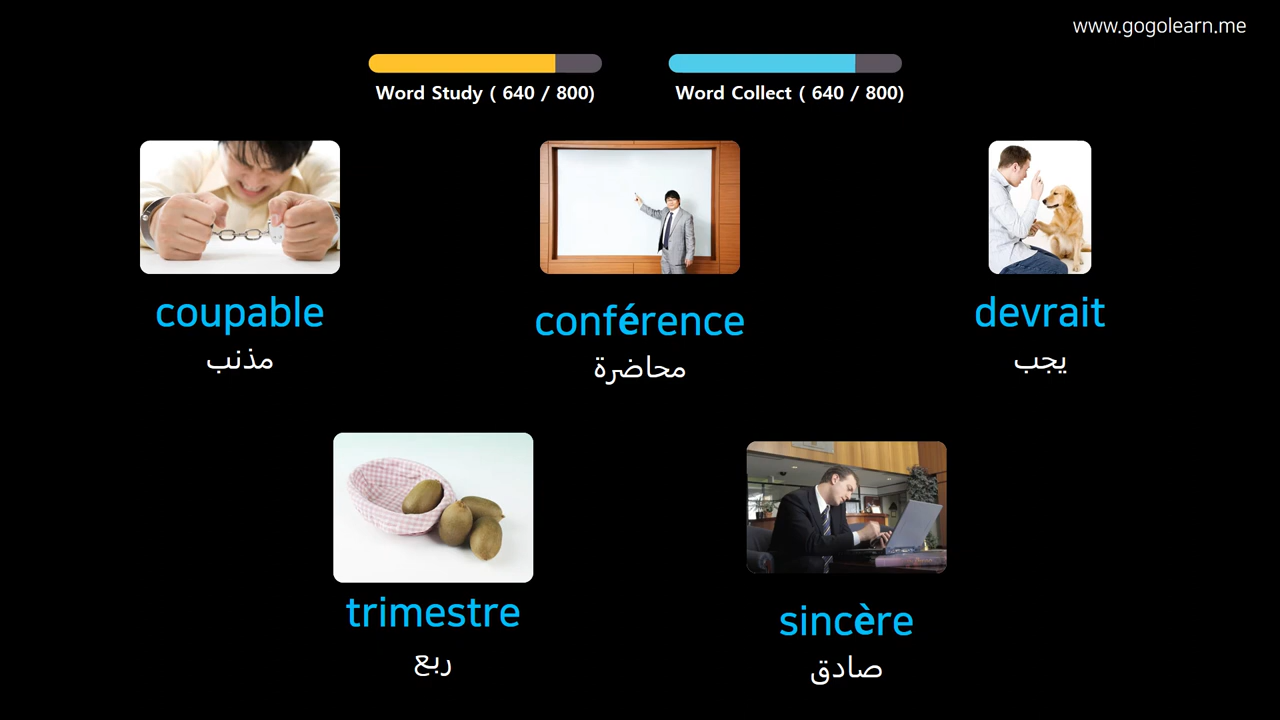 www.gogolearn.me
Word Study ( 640 / 800)
Word Collect ( 640 / 800)
coupable
مذنب
conférence
محاضرة
devrait
يجب
trimestre
ربع
sincère
صادق